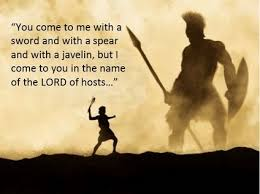 “You come to me with a
sword and with a spear
and with a javelin, but I
come to you in the name
of the LORD of hosts…”